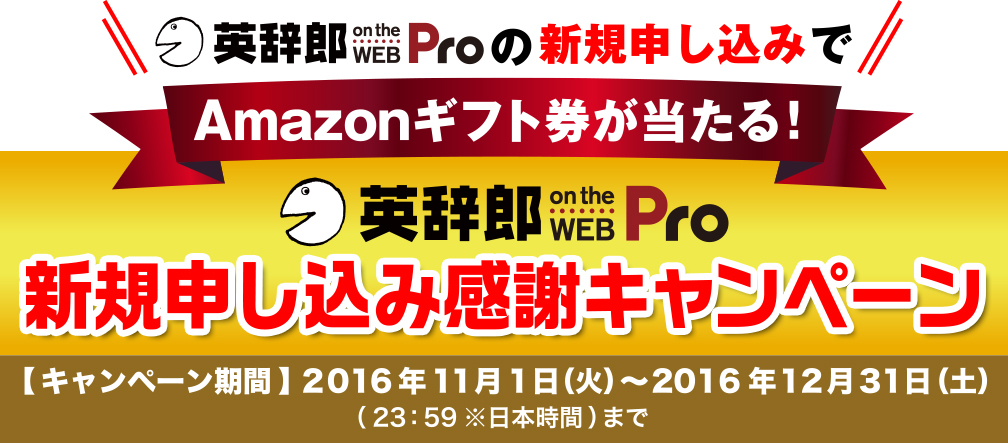 英辞郎 on the WEB Proの新規申し込みで
Amazonギフト券が当たる！
英辞郎 on the WEB Pro
新規申し込み感謝キャンペーン
【キャンペーン期間】2016年11月1日（火）～2016年12月31日（土）
（23：59 ※日本時間）まで